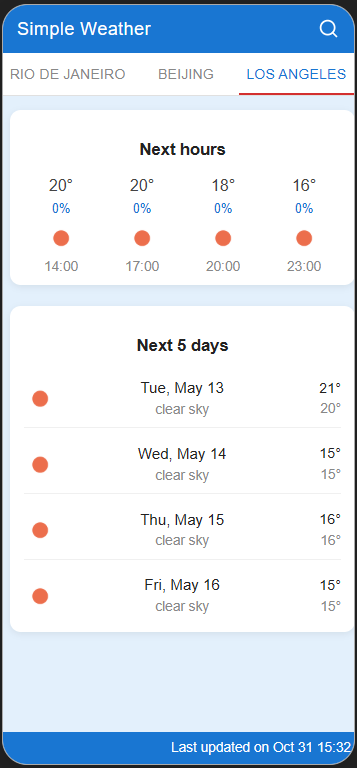 Simple Weather
RIO DE JANEIRO BEIJING LOS ANGELES
Next hours
20° 20° 18° 16°
0% 0% 0% 0%
14:00 17:00 20:00 23:00
Next 5 days
Tue, May 13 21°
clear sky 20°
Wed, May 14 15°
clear sky 15°
Thu, May 15 16°
clear sky 16°
Fri, May 16 15°
clear sky 15°
Last updated on Oct 31 15:32